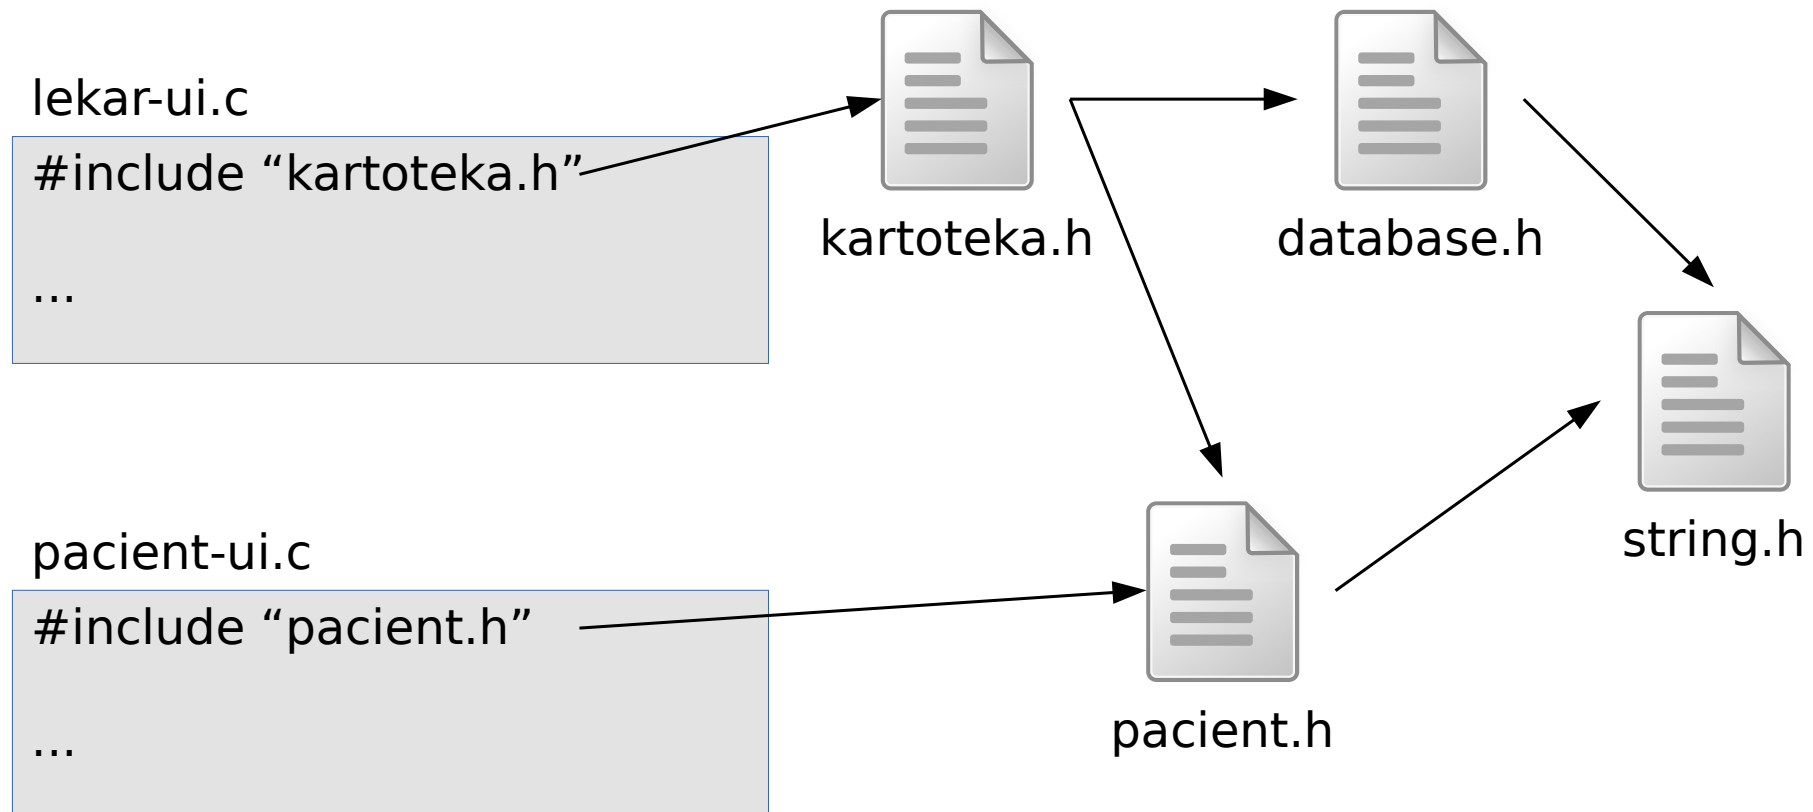 lekar-ui.c
#include “kartoteka.h”
...
kartoteka.h
database.h
string.h
pacient-ui.c
#include “pacient.h”
...
pacient.h